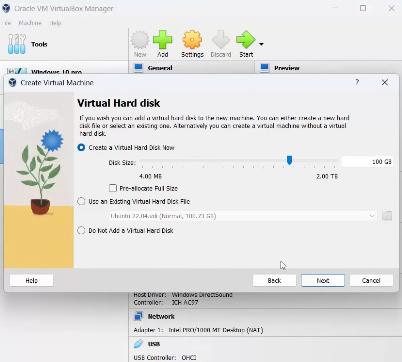 Oracle VM VirtualBox Manager
Machine Help
Tools
New Add Settings Discard Start
Windows 10 pro
General
Preview
Create Virtual Machine
?
Virtual Hard disk
If you wish you can add a virtual hard disk to the new machine. You can either create a new hard
disk file or select an existing one. Alternatively you can create a virtual machine without a virtual
hard disk.
Create a Virtual Hard Disk Now
Disk Size:
100 GB
4.00 MB 2.00 TB
Pre-allocate Full Size
Use an Existing Virtual Hard Disk File
Ubuntu 22.04.vdi (Normal, 100.23 GB)
Do Not Add a Virtual Hard Disk
Help Back Next Cancel
Host Driver: Windows DirectSound
Controller: ICH AC97
Network
Adapter 1: Intel PRO/1000 MT Desktop (NAT)
USB
USB Controller: OHCI